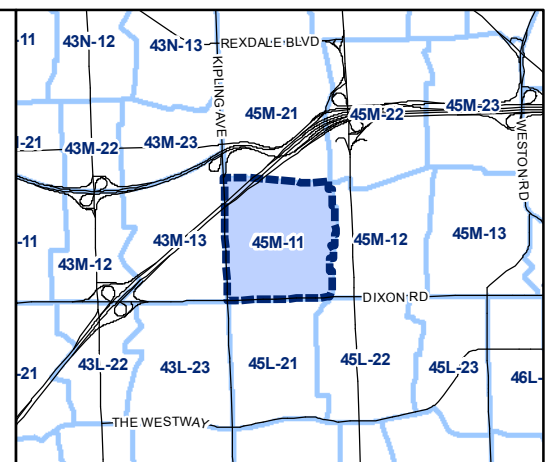 -11
43N-12
43N-13
REXDALE BLVD
KIPLING AVE
45M-21
45M-22
45M-23
-21
43M-22
43M-23
WESTON RD
-11
43M-12
43M-13
45M-11
45M-12
45M-13
DIXON RD
-21
43L-22
43L-23
45L-21
45L-22
45L-23
46L-
THE WESTWAY